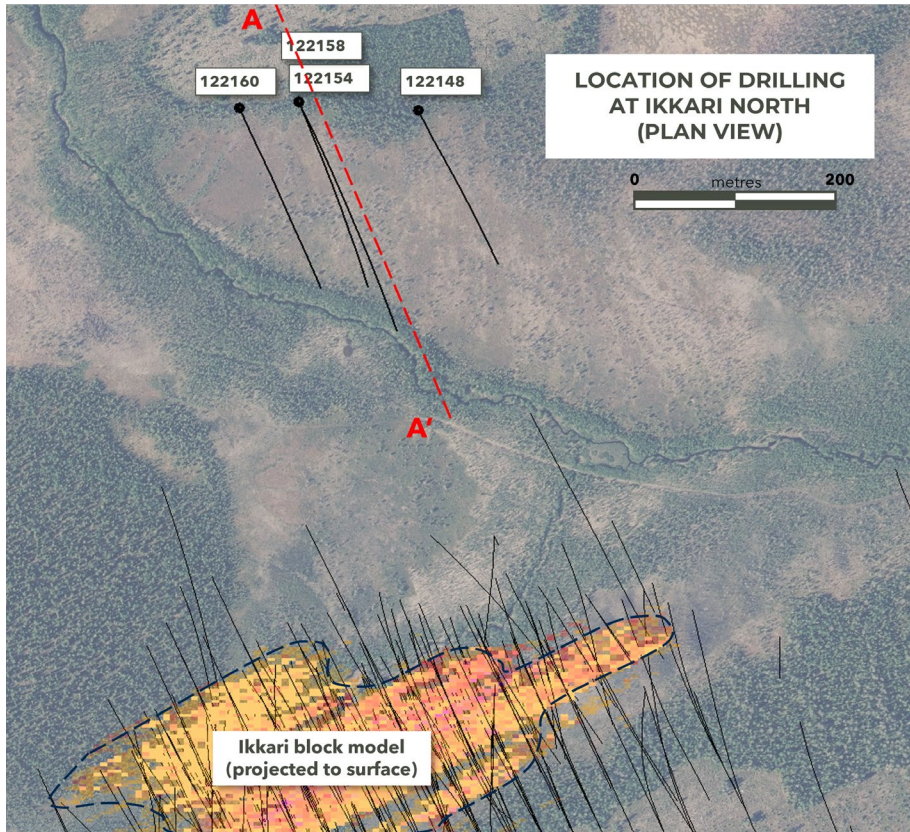 A
122158
122160
122154
122148
LOCATION OF DRILLING
AT IKKARI NORTH
(PLAN VIEW)
0 metres 200
A’
Ikkari block model
(projected to surface)